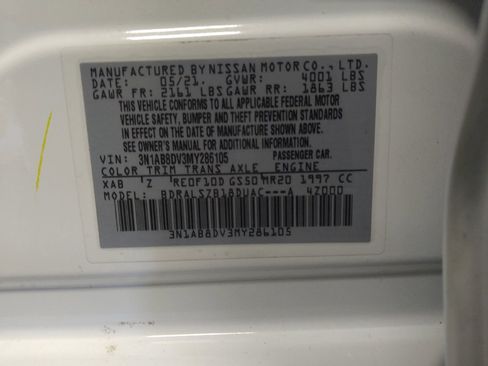 MANUFACTURED BY NISSAN MOTOR CO., LTD.
DATE: 05/21. GVWR: 4001 LBS
GAWR FR: 2161 LBS GAWR RR: 1863 LBS
THIS VEHICLE CONFORMS TO ALL APPLICABLE FEDERAL MOTOR
VEHICLE SAFETY, BUMPER AND THEFT PREVENTION STANDARDS
IN EFFECT ON THE DATE OF MANUFACTURE SHOWN ABOVE.
SEE OWNER'S MANUAL FOR ADDITIONAL INFORMATION.
VIN: 3N1AB8DV3MY286105 PASSENGER CAR.
COLOR TRIM TRANS AXLE ENGINE
XAB Z RE0F10D GS50 MR20 1997 CC
MODEL: BDRALSZB18DUAC---A 4Z000
3N1AB8DV3MY286105